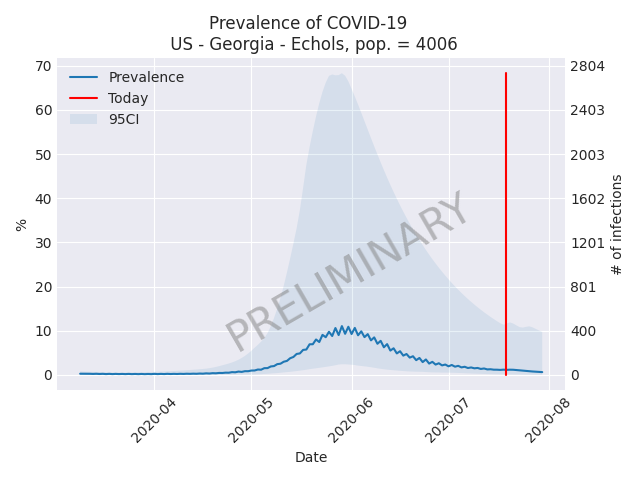 Prevalence of COVID-19
US - Georgia - Echols, pop. = 4006
Prevalence
Today
95CI
PRELIMINARY
%
70
60
50
40
30
20
10
0
2804
2403
2003
1602
1201
801
400
0
# of infections
2020-04
2020-05
2020-06
2020-07
2020-08
Date